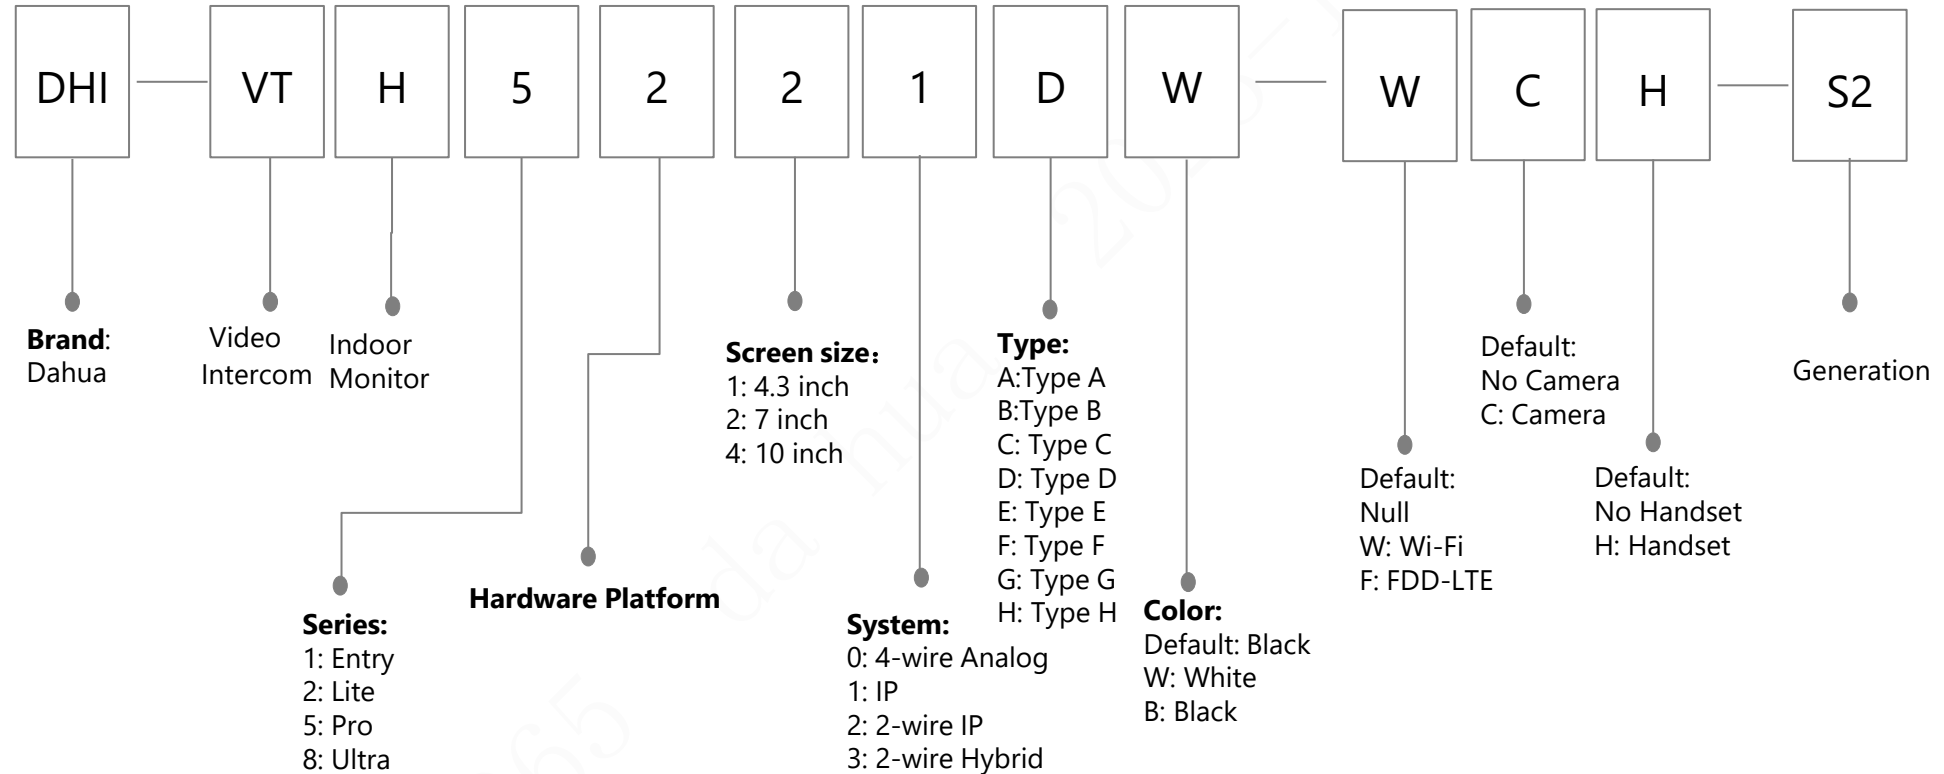 DHI VT H 5 2 2 1 D W W C H S2
Brand:
Dahua
Video
Intercom
Indoor
Monitor
Series:
1: Entry
2: Lite
5: Pro
8: Ultra
Hardware Platform
Screen size：
1: 4.3 inch
2: 7 inch
4: 10 inch
System:
0: 4-wire Analog
1: IP
2: 2-wire IP
3: 2-wire Hybrid
Type:
A:Type A
B:Type B
C: Type C
D: Type D
E: Type E
F: Type F
G: Type G
H: Type H
Color:
Default: Black
W: White
B: Black
Default:
Null
W: Wi-Fi
F: FDD-LTE
Default:
No Camera
C: Camera
Default:
No Handset
H: Handset
Generation